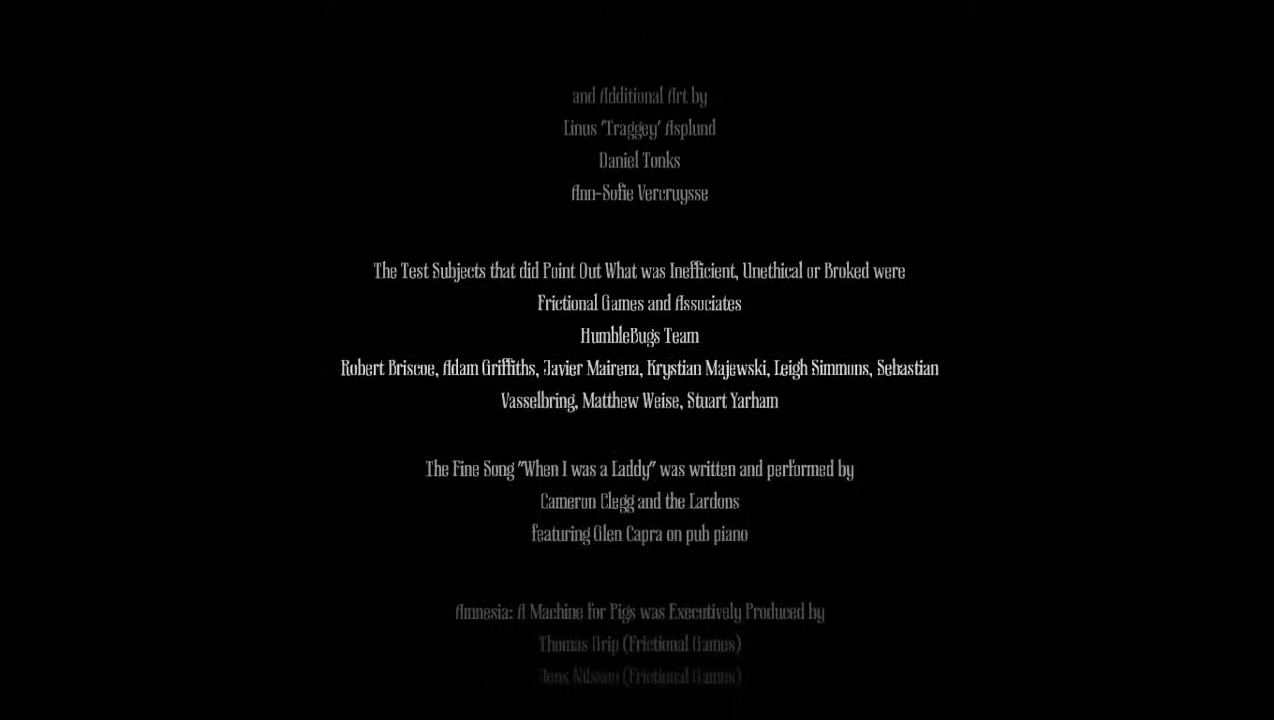 and Additional Art by
Linus 'Traggey' Asplund
Daniel Tonks
Ann-Sofie Vercruysse
The Test Subjects that did Point Out What was Inefficient, Unethical or Broked were
Frictional Games and Associates
HumbleBugs Team
Robert Briscoe, Adam Griffiths, Javier Mairena, Krystian Majewski, Leigh Simmons, Sebastian
Vasselbring, Matthew Weise, Stuart Yarham
The Fine Song "When I was a Laddy" was written and performed by
Cameron Clegg and the Lardons
featuring Glen Capra on pub piano
Amnesia: A Machine for Pigs was Executively Produced by
Thomas Grip (Frictional Games)
Jens Nilsson (Frictional Games)